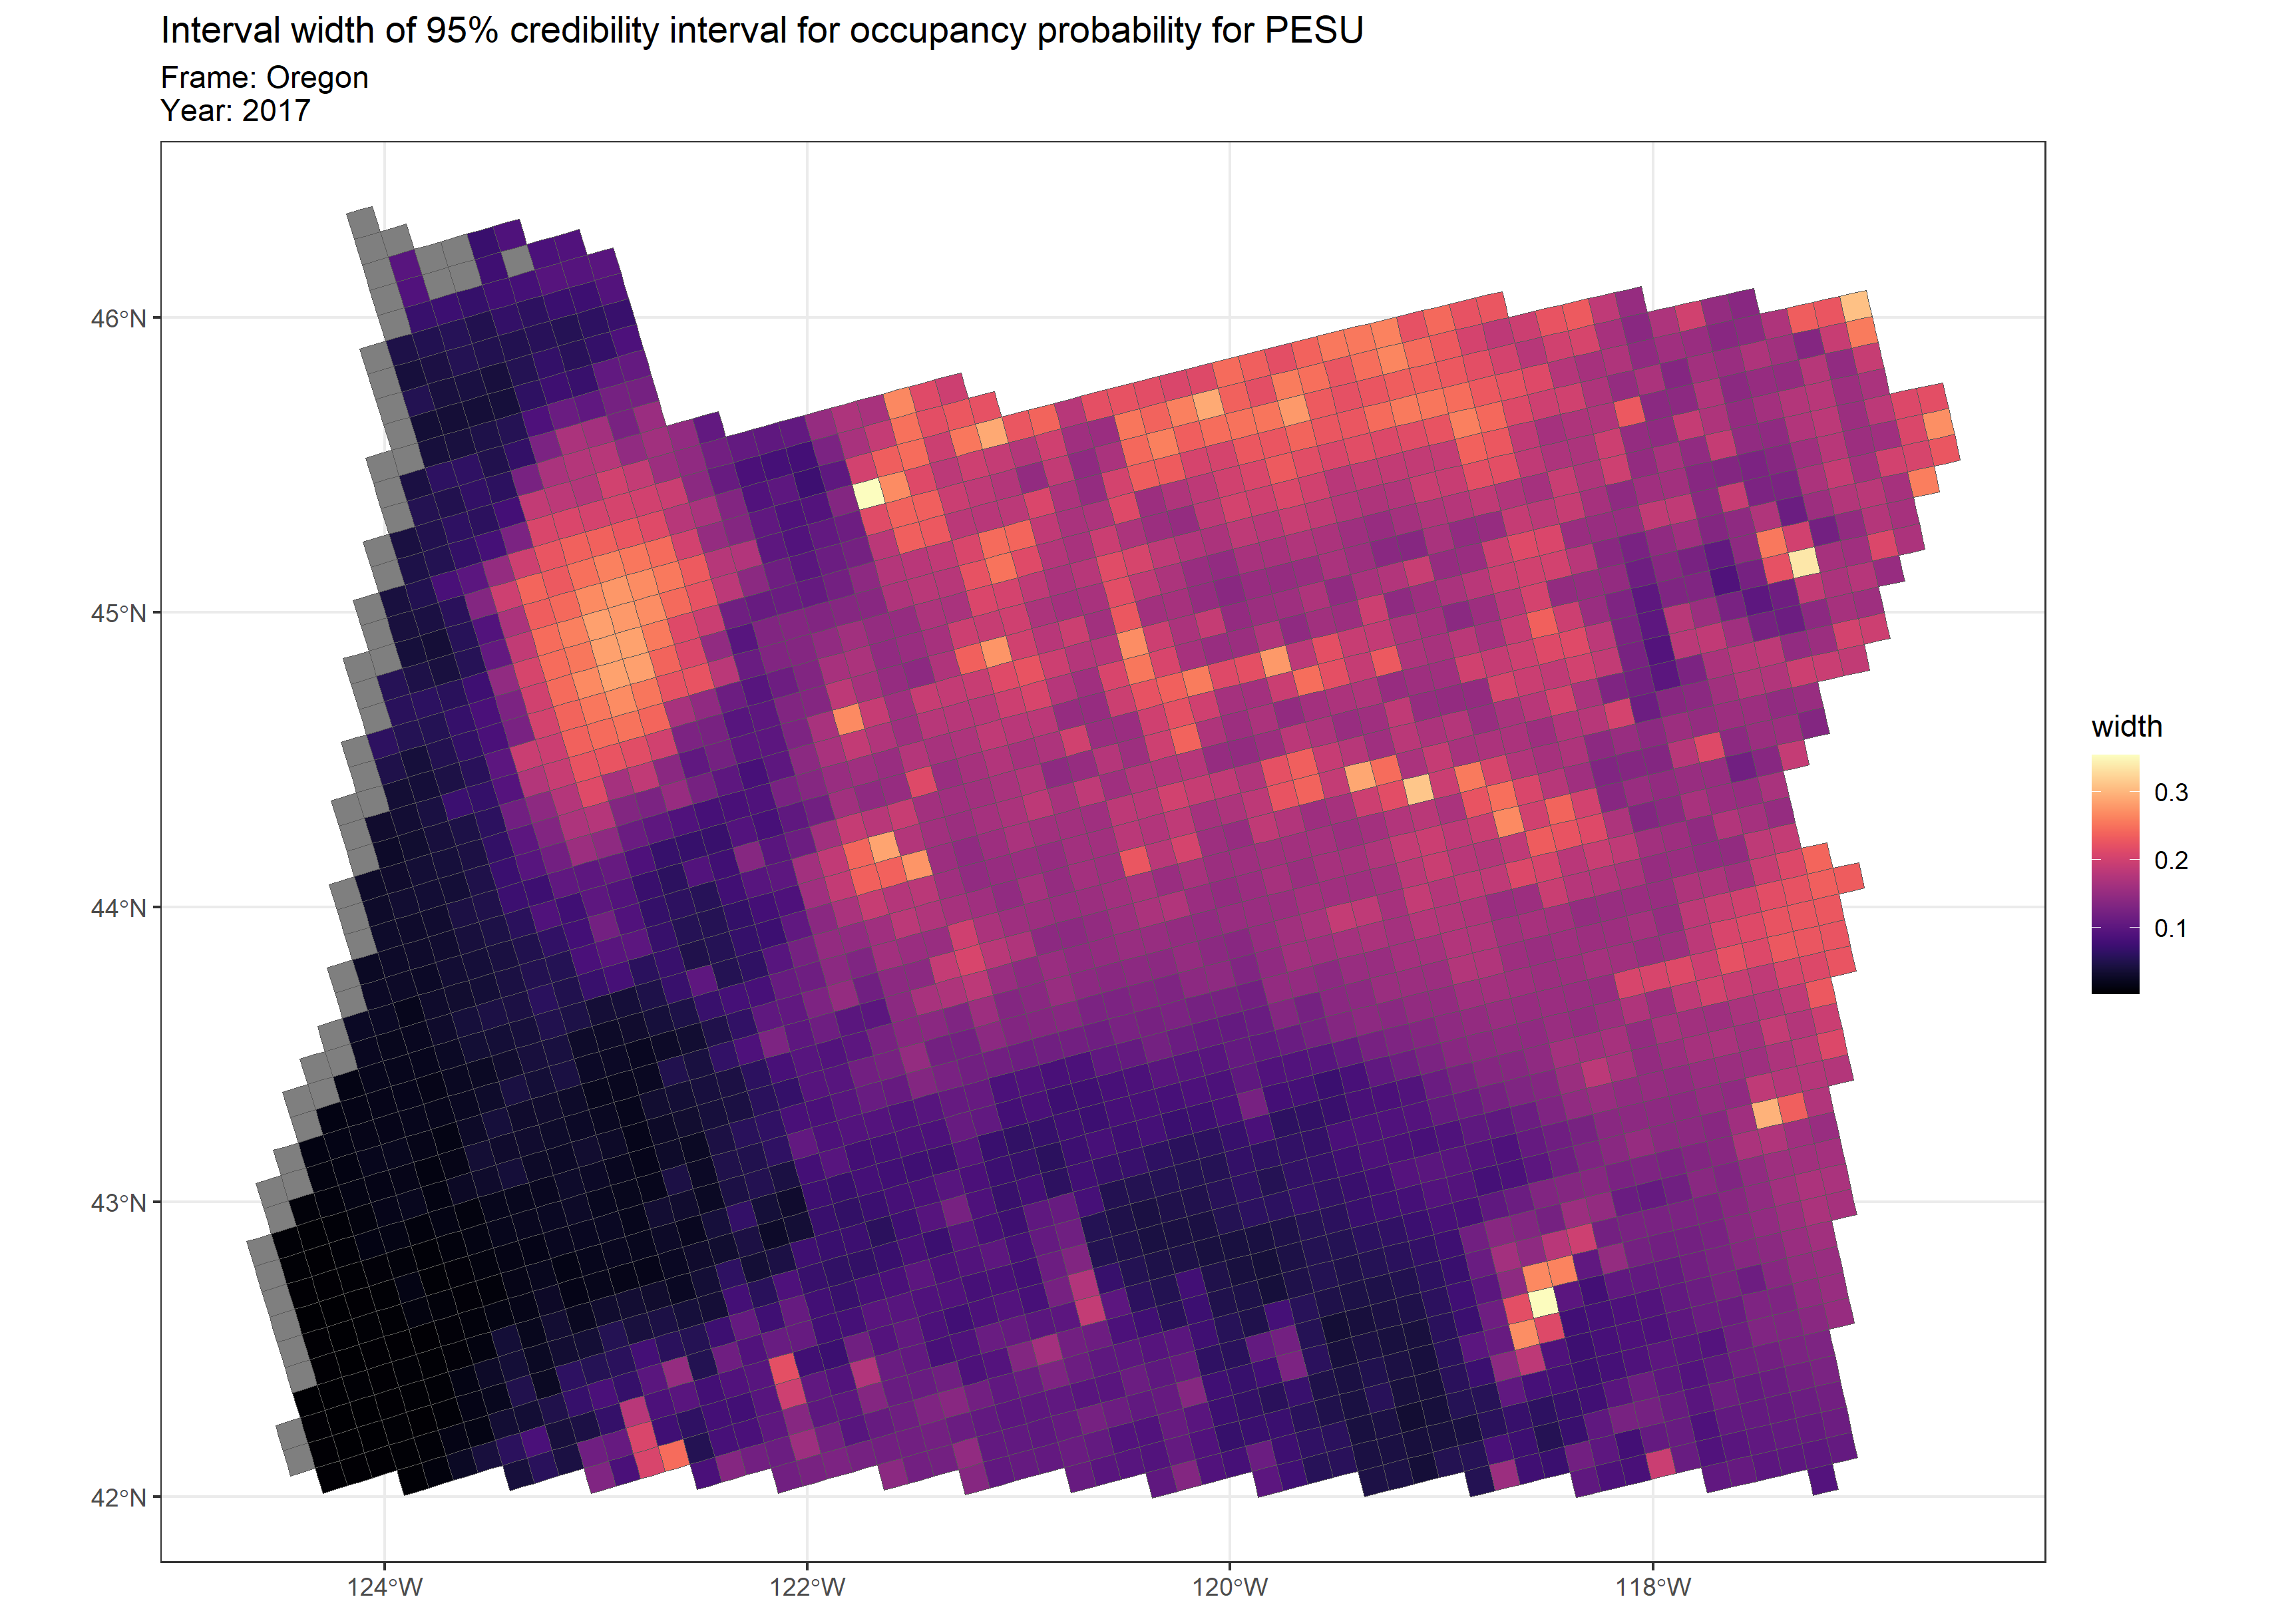 Interval width of 95% credibility interval for occupancy probability for PESU
Frame: Oregon
Year: 2017
46°N
45°N
44°N
43°N
42°N
124°W
122°W
120°W
118°W
width
0.3
0.2
0.1